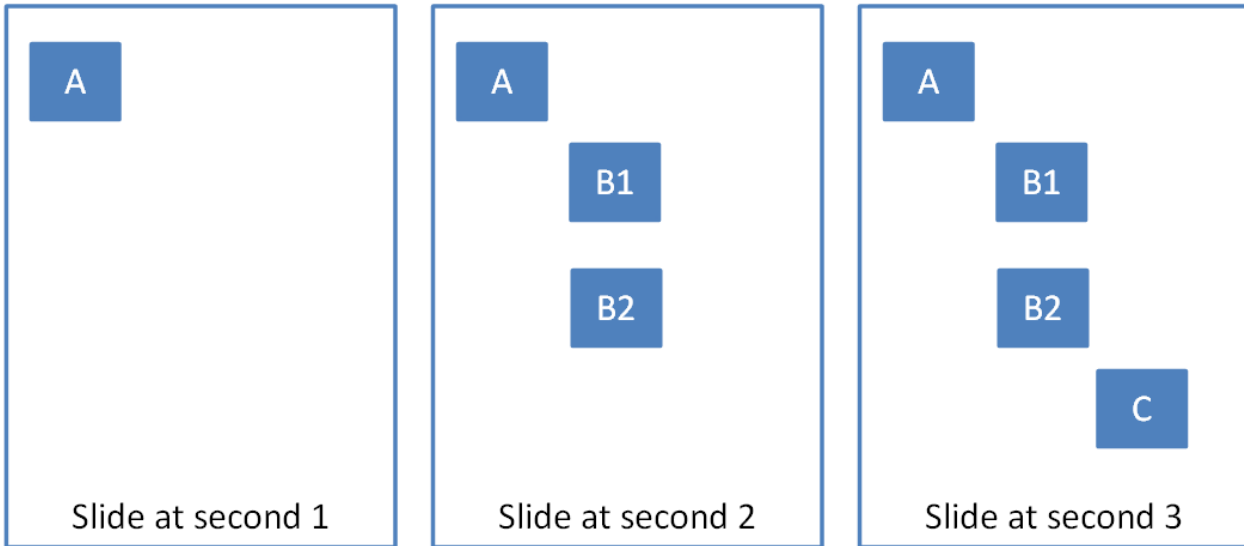 A
Slide at second 1
A
B1
B2
Slide at second 2
A
B1
B2
C
Slide at second 3